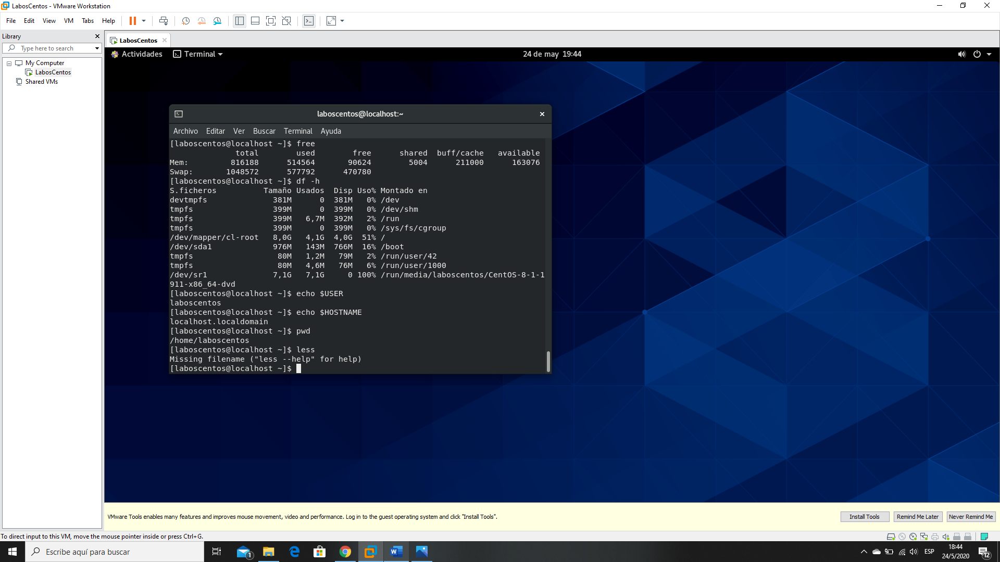 LabosCentos - VMware Workstation
File Edit View VM Tabs Help
Library
Type here to search
My Computer
LabosCentos
Shared VMs
LabosCentos
Actividades Terminal 24 de may 19:44
laboscentos@localhost:~
Archivo Editar Ver Buscar Terminal Ayuda
[laboscentos@localhost ~]$ free
total used free shared buff/cache available
Mem: 816188 514564 90624 5004 211000 163076
Swap: 1048572 577792 470780
[laboscentos@localhost ~]$ df -h
S.ficheros Tamaño Usados Disp Uso% Montado en
devtmpfs 381M 0 381M 0% /dev
tmpfs 399M 0 399M 0% /dev/shm
tmpfs 399M 6,7M 392M 2% /run
tmpfs 399M 0 399M 0% /sys/fs/cgroup
/dev/mapper/cl-root 8,0G 4,1G 4,0G 51% /
/dev/sda1 976M 143M 766M 16% /boot
tmpfs 80M 1,2M 79M 2% /run/user/42
tmpfs 80M 4,6M 76M 6% /run/user/1000
/dev/sr1 7,1G 7,1G 0 100% /run/media/laboscentos/CentOS-8-1-1
911-x86_64-dvd
[laboscentos@localhost ~]$ echo $USER
laboscentos
[laboscentos@localhost ~]$ echo $HOSTNAME
localhost.localdomain
[laboscentos@localhost ~]$ pwd
/home/laboscentos
[laboscentos@localhost ~]$ less
Missing filename ("less --help" for help)
[laboscentos@localhost ~]$
VMware Tools enables many features and improves mouse movement, video and performance. Log in to the guest operating system and click "Install Tools".
Install Tools Remind Me Later Never Remind Me
To direct input to this VM, move the mouse pointer inside or press Ctrl+G.
Escribe aquí para buscar
1
ESP
18:44
24/5/2020
12